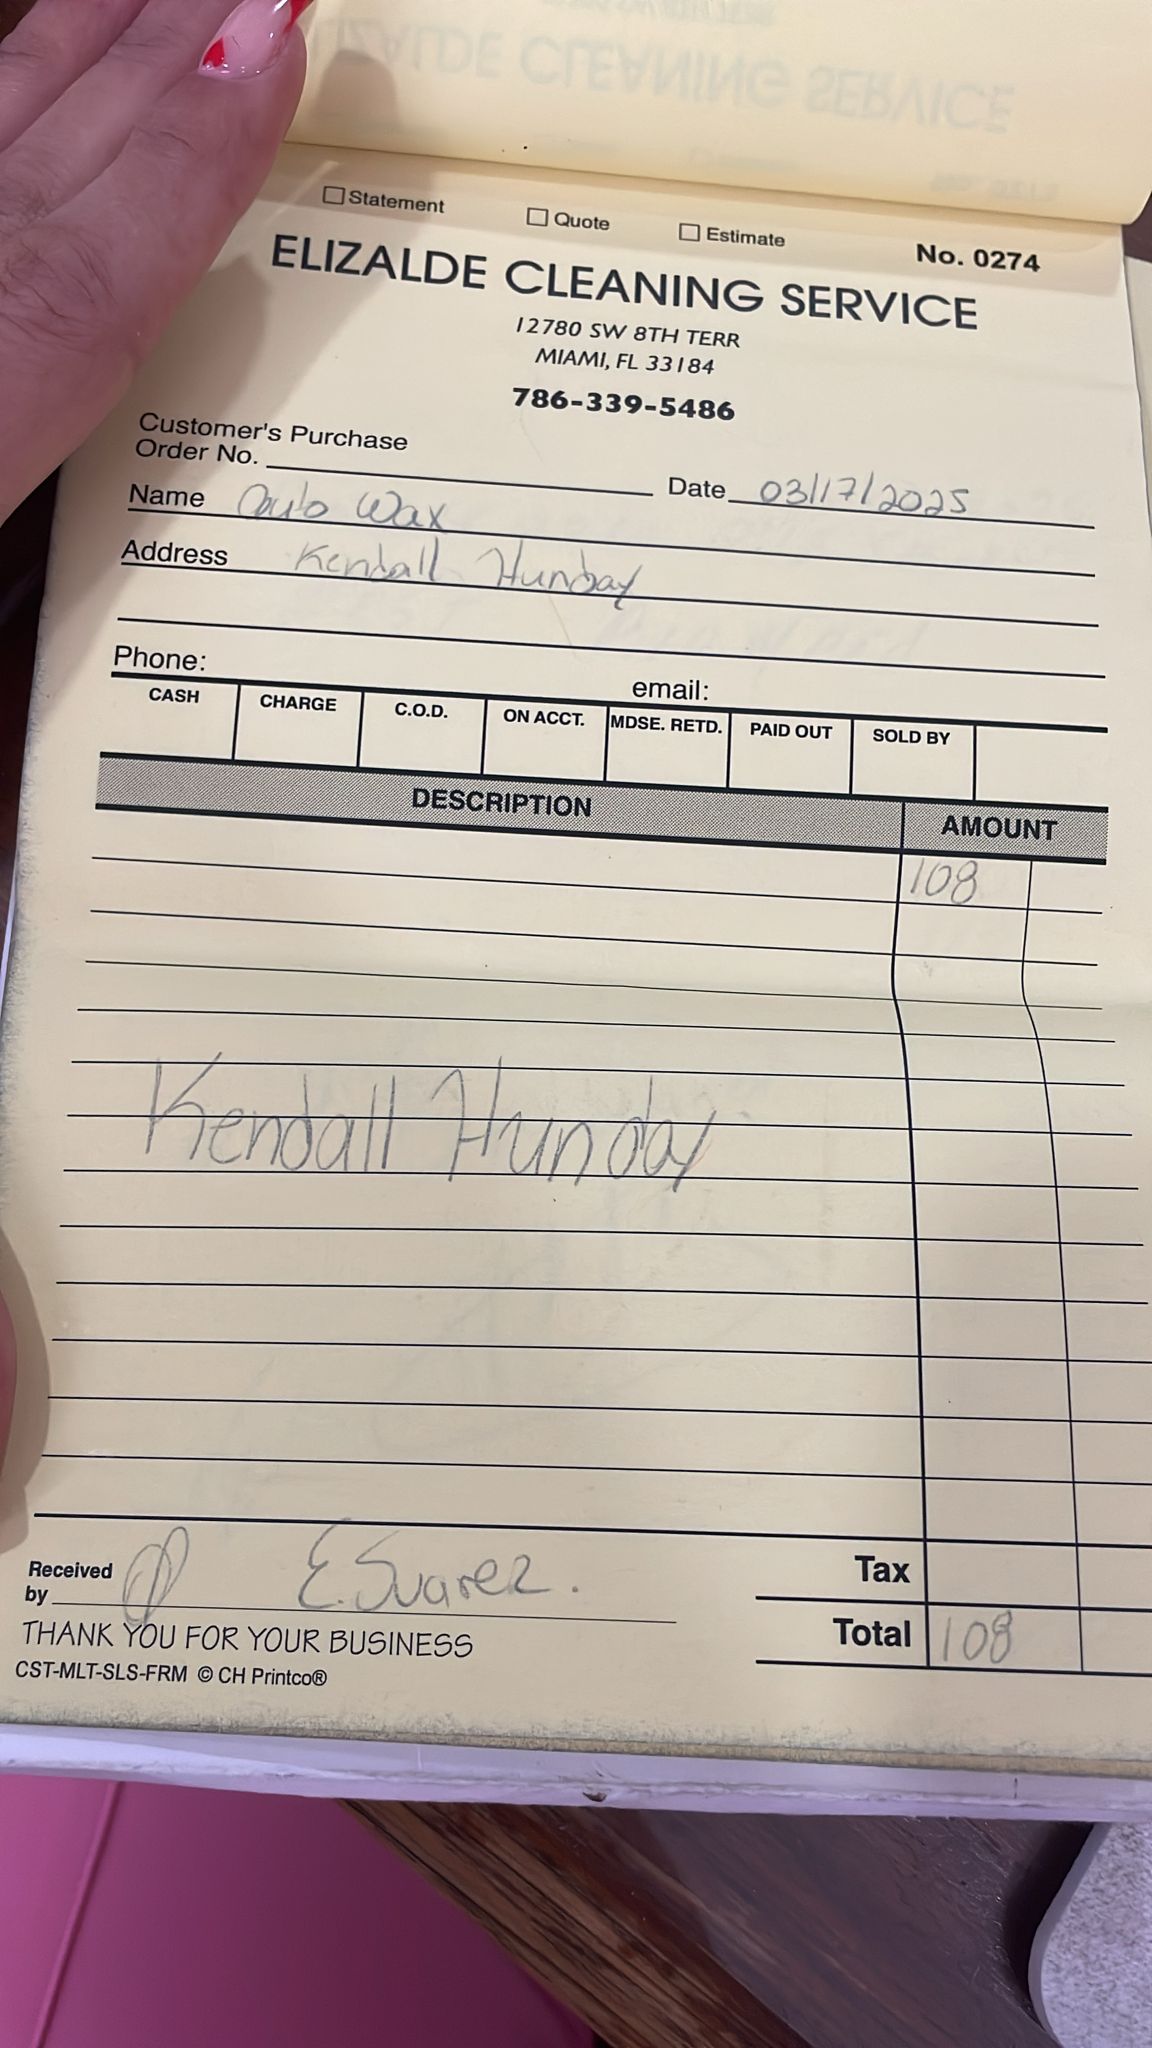 ELIZALDE CLEANING SERVICE
Statement Quote Estimate No. 0274
ELIZALDE CLEANING SERVICE
12780 SW 8TH TERR
MIAMI, FL 33184
786-339-5486
Customer's Purchase
Order No. Date 03/17/2025
Name Auto Wax
Address Kendall Hunday
Phone: email:
CASH CHARGE C.O.D. ON ACCT. MDSE. RETD. PAID OUT SOLD BY
DESCRIPTION AMOUNT
108
Kendall Hunday
Received
by E. Suarez. Tax
THANK YOU FOR YOUR BUSINESS Total 108
CST-MLT-SLS-FRM © CH Printco®